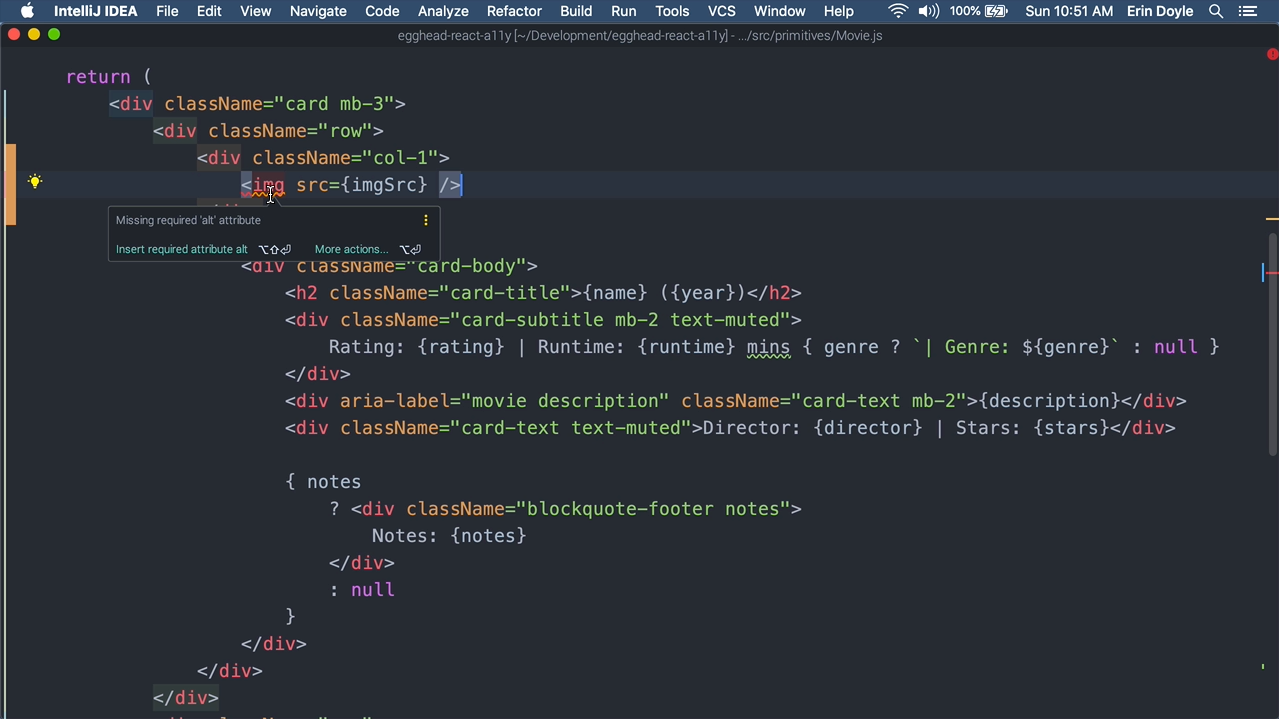 IntelliJ IDEA File Edit View Navigate Code Analyze Refactor Build Run Tools VCS Window Help 100% Sun 10:51 AM Erin Doyle
egghead-react-a11y [~/Development/egghead-react-a11y] - .../src/primitives/Movie.js
return (
<div className="card mb-3">
<div className="row">
<div className="col-1">
<img src={imgSrc} />
Missing required 'alt' attribute
Insert required attribute alt ⌥⇧⏎ More actions... ⌥⏎
<div className="card-body">
<h2 className="card-title">{name} ({year})</h2>
<div className="card-subtitle mb-2 text-muted">
Rating: {rating} | Runtime: {runtime} mins { genre ? `| Genre: ${genre}` : null }
</div>
<div aria-label="movie description" className="card-text mb-2">{description}</div>
<div className="card-text text-muted">Director: {director} | Stars: {stars}</div>
{ notes
? <div className="blockquote-footer notes">
Notes: {notes}
</div>
: null
}
</div>
</div>
</div>